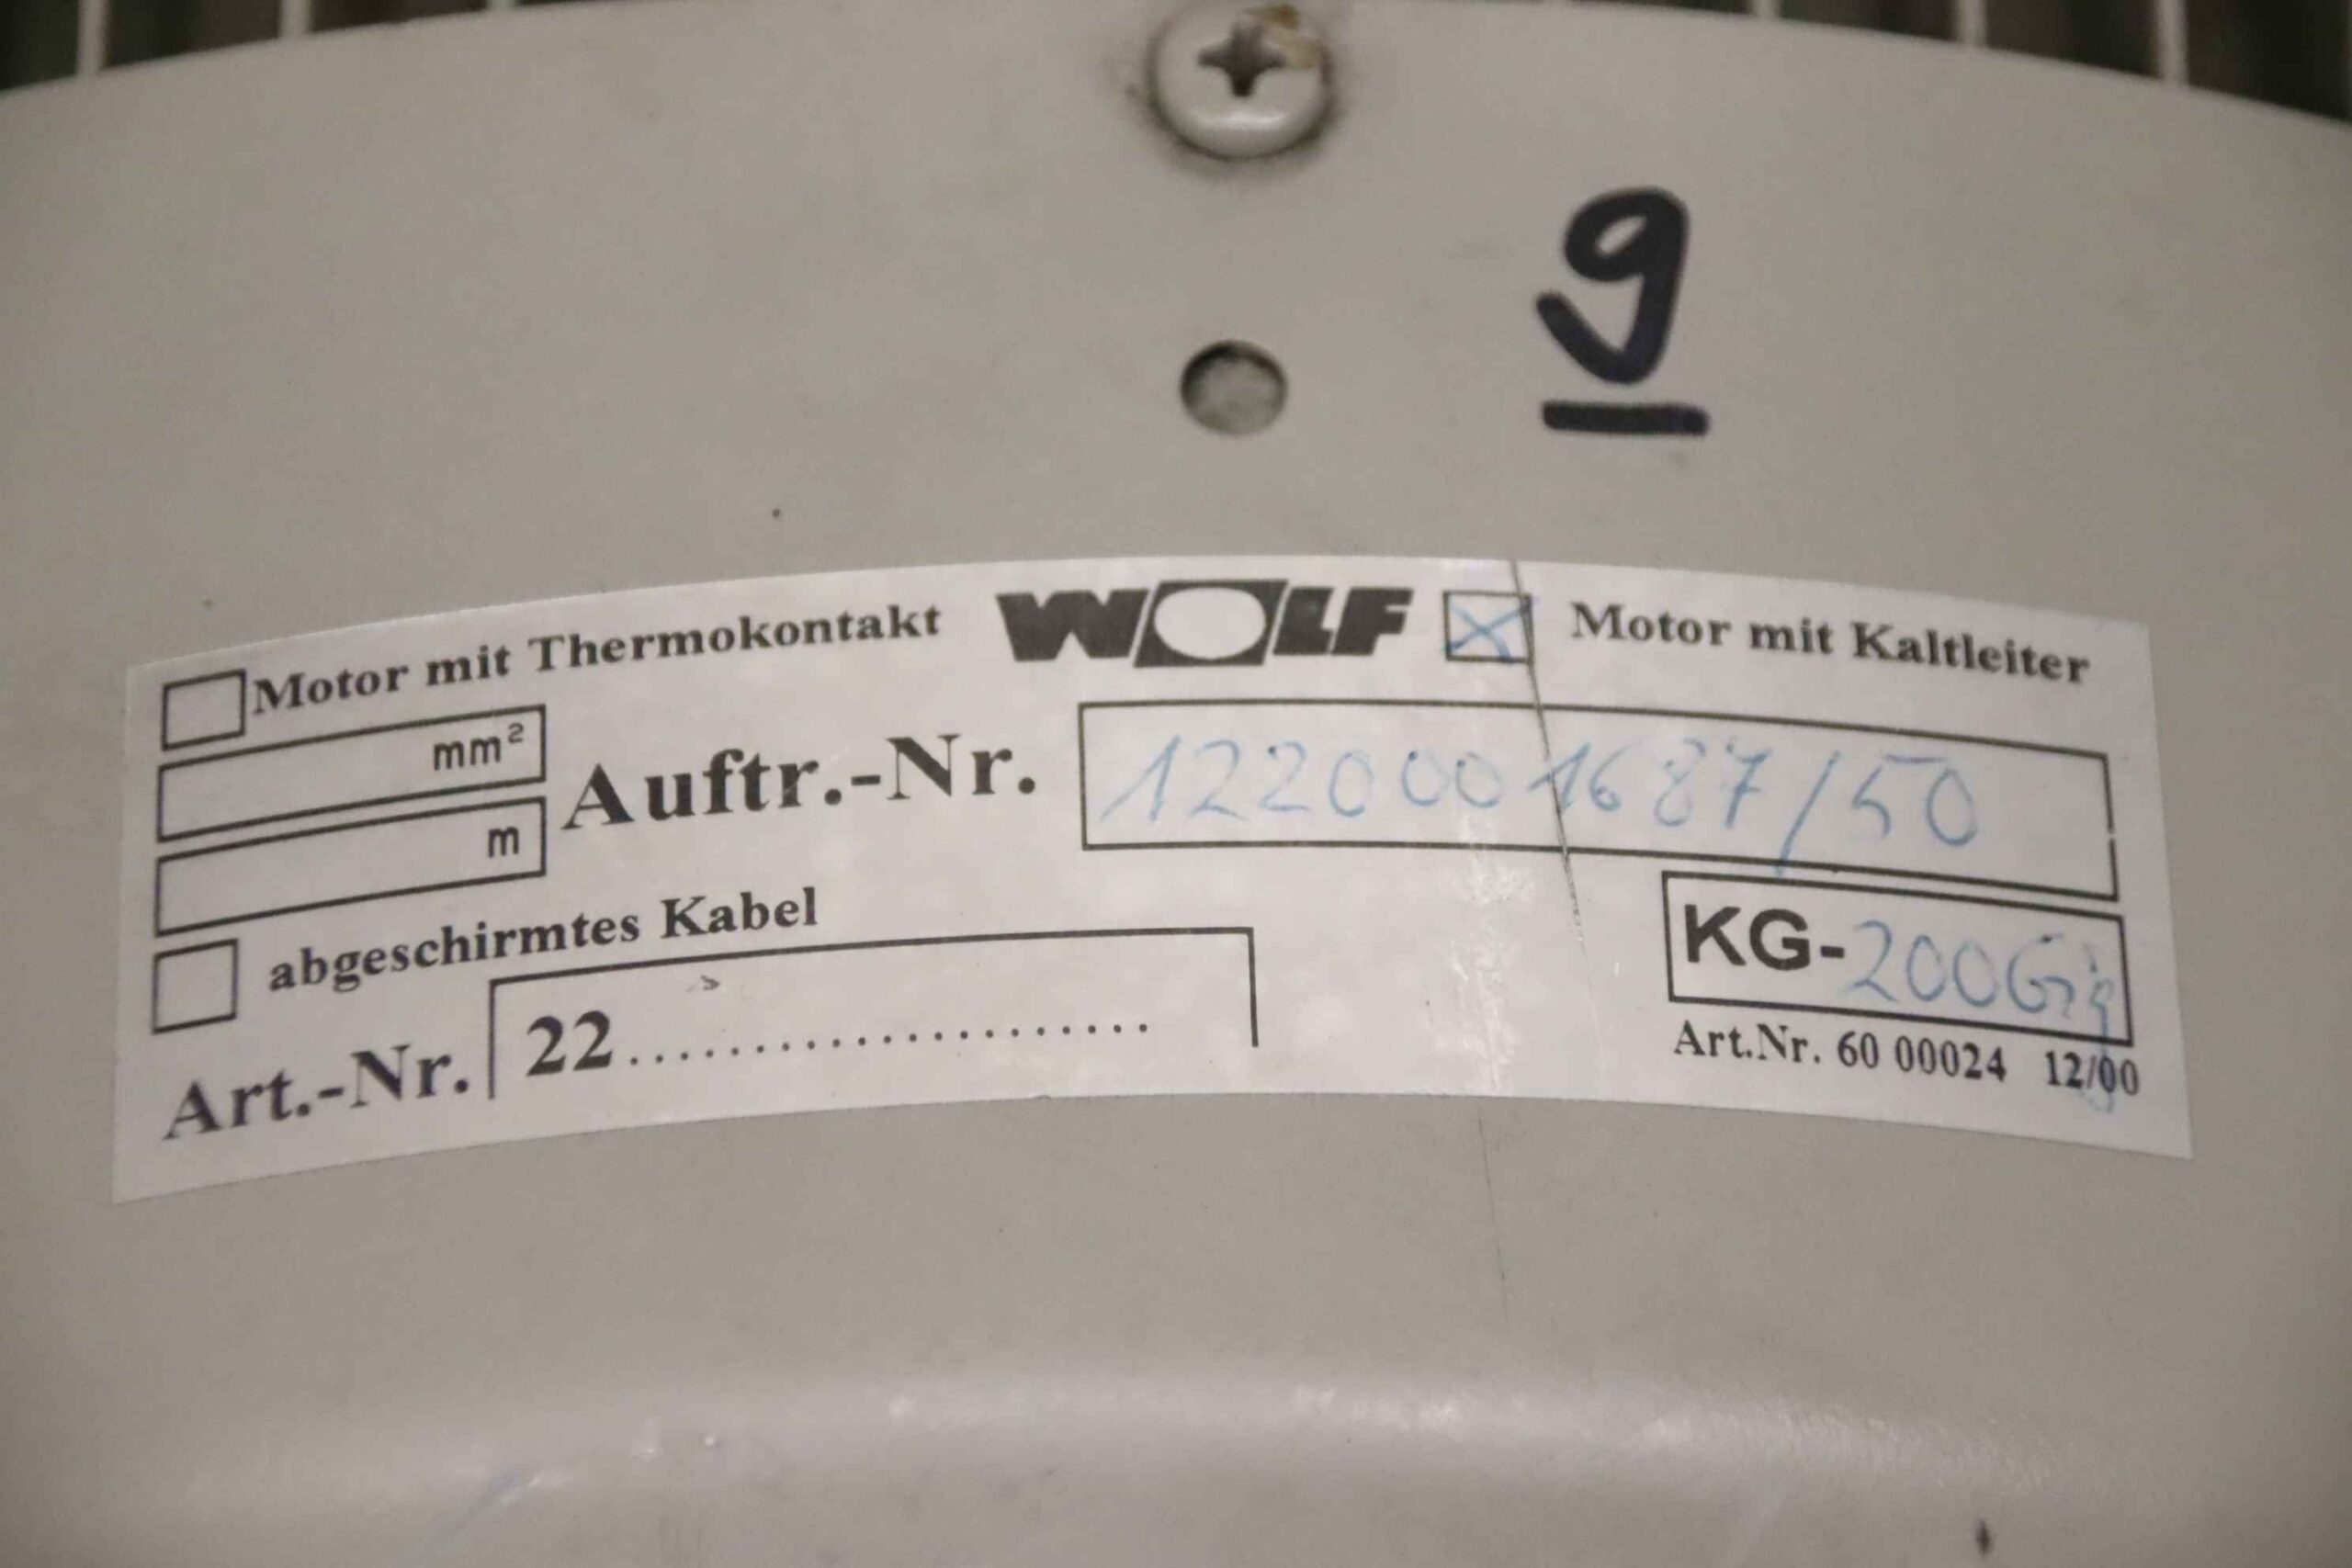 9
Motor mit Thermokontakt WOLF Motor mit Kaltleiter
mm²
Auftr.-Nr. 1220001687/50
m
abgeschirmtes Kabel
KG-200
Art.-Nr. 22......................
Art.Nr. 60 00024 12/00